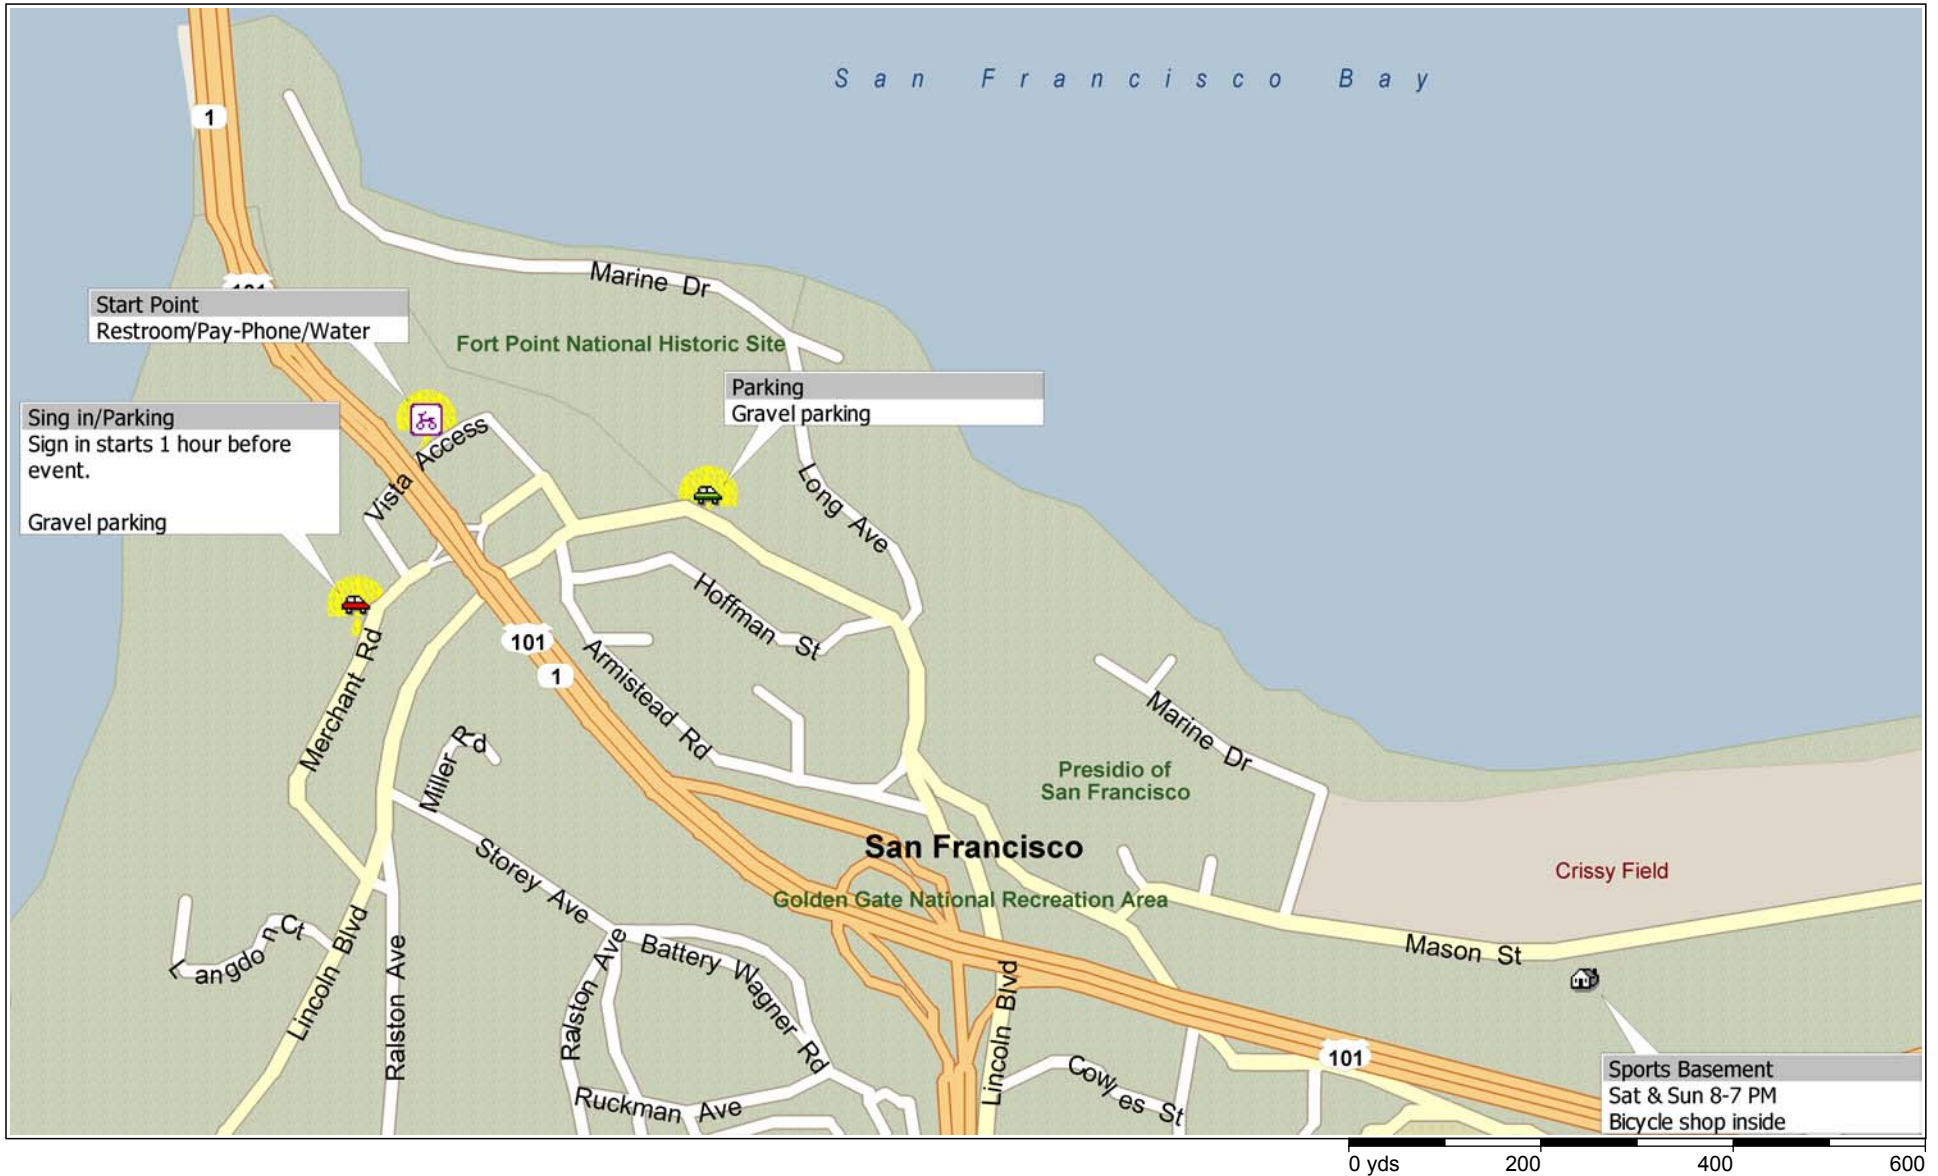 San Francisco Bay
1
Marine Dr
101
Start Point
Restroom/Pay-Phone/Water
Fort Point National Historic Site
Parking
Gravel parking
Sing in/Parking
Sign in starts 1 hour before
event.
Gravel parking
Vista Access
Long Ave
Hoffman St
Merchant Rd
101
1
Armistead Rd
Marine Dr
Miller Rd
Presidio of
San Francisco
San Francisco
Storey Ave
Crissy Field
Golden Gate National Recreation Area
Langdon Ct
Lincoln Blvd
Ralston Ave
Ralston Ave
Battery Wagner Rd
Mason St
Lincoln Blvd
101
Cowles St
Ruckman Ave
Sports Basement
Sat & Sun 8-7 PM
Bicycle shop inside
0 yds 200 400 600